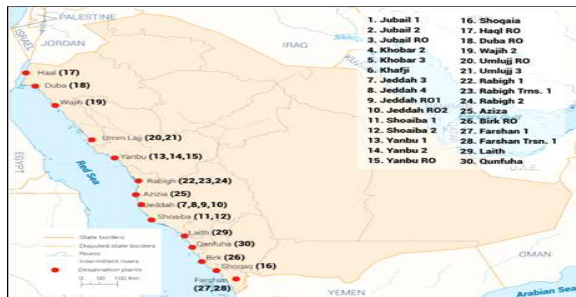 PALESTINE
ISRAEL
JORDAN
IRAQ
1. Jubail 1
2. Jubail 2
3. Jubail RO
4. Khobar 2
5. Khobar 3
6. Khafji
7. Jeddah 3
8. Jeddah 4
9. Jeddah RO1
10. Jeddah RO2
11. Shoaiba 1
12. Shoaiba 2
13. Yanbu 1
14. Yanbu 2
15. Yanbu RO
16. Shoqaia
17. Haql RO
18. Duba RO
19. Wajih 2
20. Umlujj RO
21. Umlujj 3
22. Rabigh 1
23. Rabigh Trns. 1
24. Rabigh 2
25. Aziza
26. Birk RO
27. Farshan 1
28. Farshan Trsn. 1
29. Laith
30. Qunfuha
Haal (17)
Duba (18)
Wajih (19)
Umm Lajj (20,21)
Yanbu (13,14,15)
EGYPT
Red Sea
Rabigh (22,23,24)
Azizia (25)
Jeddah (7,8,9,10)
Shoaiba (11,12)
Laith (29)
Qunfuha (30)
Birk (26)
Shoqaq (16)
Farshan
(27/28)
U.A.E.
OMAN
YEMEN
Arabian Sea
State borders
Disputed state borders
Rivers
Intermittent rivers
Desalination plants
0 50 100 Km